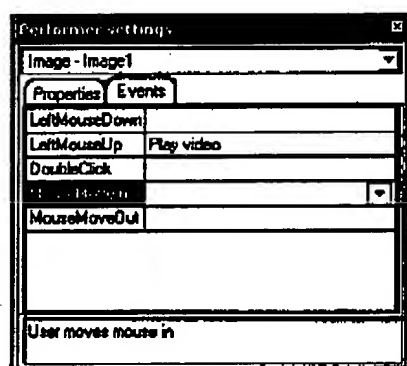 Performer settings
Image - Image1
Properties Events
LeftMouseDown
LeftMouseUp Play video
DoubleClick
MouseMoveOut
User moves mouse in